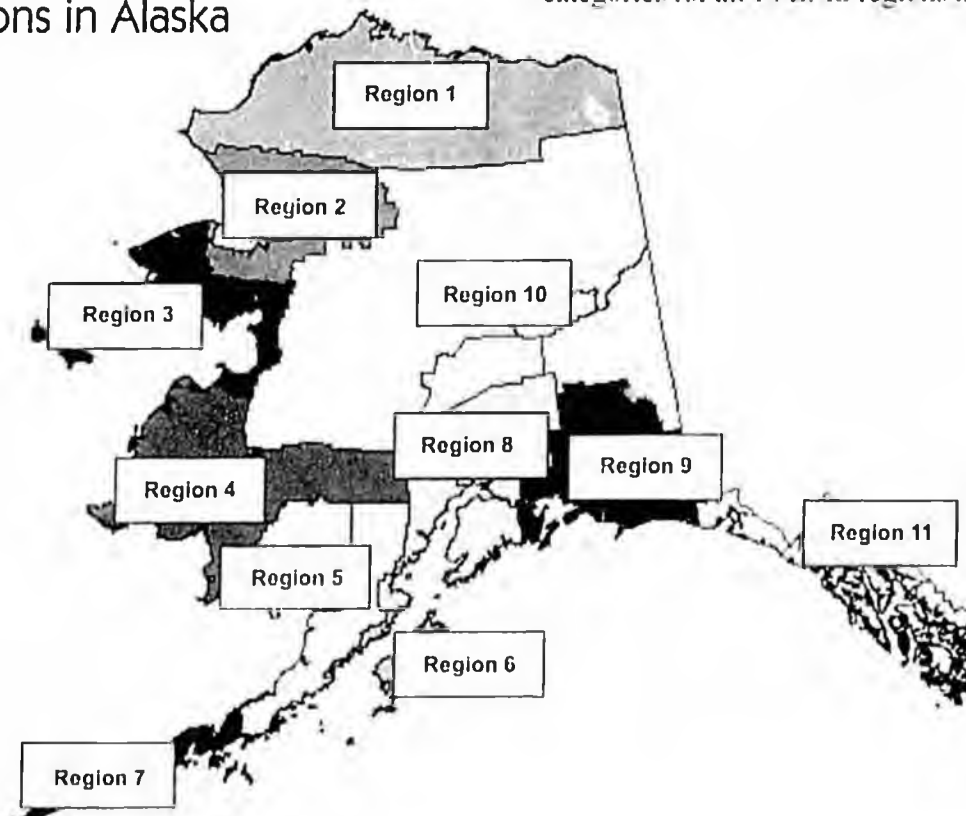 ons in Alaska
Region 1
Region 2
Region 10
Region 3
Region 8
Region 9
Region 4
Region 11
Region 5
Region 6
Region 7